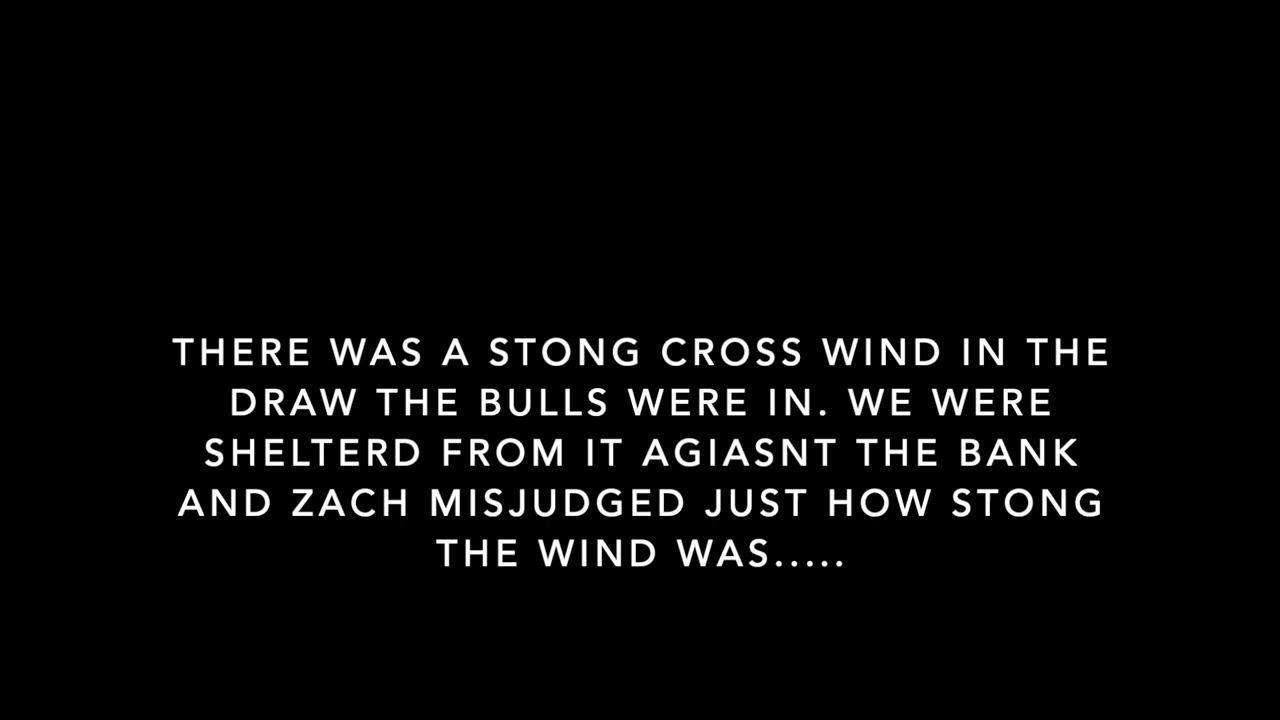 THERE WAS A STONG CROSS WIND IN THE
DRAW THE BULLS WERE IN. WE WERE
SHELTERD FROM IT AGIASNT THE BANK
AND ZACH MISJUDGED JUST HOW STONG
THE WIND WAS.....